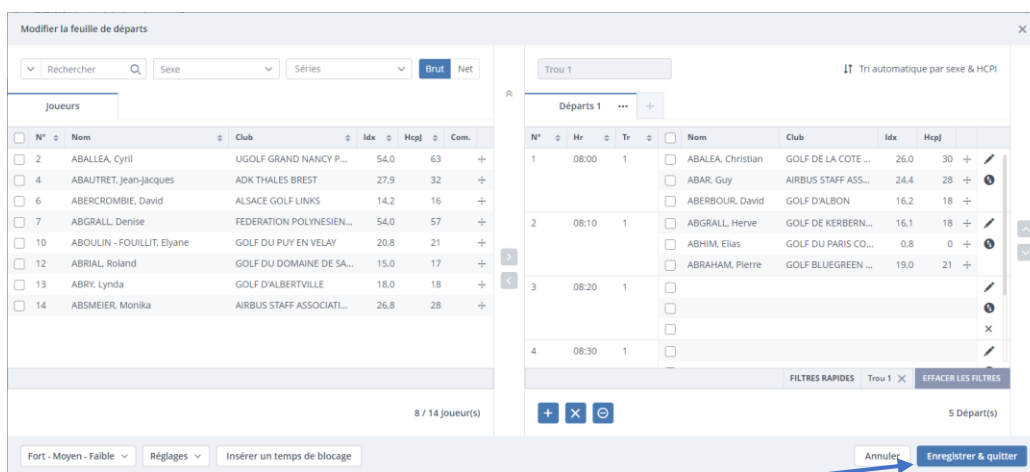 Modifier la feuille de départs
Rechercher Sexe Séries Brut Net
Trou 1 Tri automatique par sexe & HCPI
Joueurs
Départs 1
N° Nom Club Idx HcpJ Com.
2 ABALLEA, Cyril UGOLF GRAND NANCY P... 54,0 63
4 ABAUTRET, Jean-Jacques ADK THALES BREST 27,9 32
6 ABERCROMBIE, David ALSACE GOLF LINKS 14,2 16
7 ABGRALL, Denise FEDERATION POLYNESIEN... 54,0 57
10 ABOULIN - FOUILLIT, Elyane GOLF DU PUY EN VELAY 20,8 21
12 ABRIAL, Roland GOLF DU DOMAINE DE SA... 15,0 17
13 ABRY, Lynda GOLF D'ALBERTVILLE 18,0 18
14 ABSMEIER, Monika AIRBUS STAFF ASSOCIATI... 26,8 28
8 / 14 Joueur(s)
N° Hr Tr Nom Club Idx HcpJ
1 08:00 1 ABALEA, Christian GOLF DE LA COTE ... 26,0 30
ABAR, Guy AIRBUS STAFF ASS... 24,4 28
ABERBOUR, David GOLF D'ALBON 16,2 18
2 08:10 1 ABGRALL, Herve GOLF DE KERBERN... 16,1 18
ABHIM, Elias GOLF DU PARIS CO... 0,8 0
ABRAHAM, Pierre GOLF BLUEGREEN ... 19,0 21
3 08:20 1
4 08:30 1
FILTRES RAPIDES Trou 1 EFFACER LES FILTRES
5 Départ(s)
Fort - Moyen - Faible Réglages Insérer un temps de blocage Annuler Enregistrer & quitter